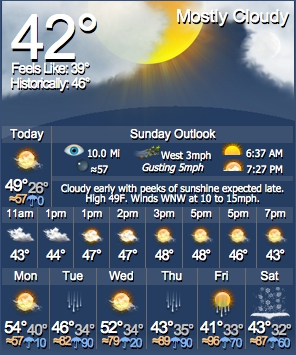 42°
Mostly Cloudy
Feels Like: 39°
Historically: 46°
Today
Sunday Outlook
10.0 Mi
West 3mph
6:37 AM
≈57
Gusting 5mph
7:27 PM
49° 26°
≈57 0
Cloudy early with peeks of sunshine expected late.
High 49F. Winds WNW at 10 to 15mph.
11am 1pm 1pm 2pm 3pm 5pm 6pm 7pm
43° 44° 47° 47° 48° 48° 46° 43°
Mon Tue Wed Thu Fri Sat
54° 40° 46° 34° 52° 34° 43° 35° 41° 33° 43° 32°
≈57 10 ≈82 90 ≈79 20 ≈89 90 ≈96 70 ≈87 60